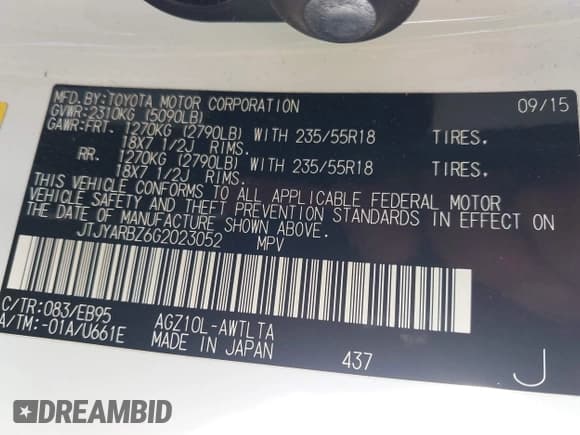 MFD.BY:TOYOTA MOTOR CORPORATION 09/15
GVWR:2310KG (5090LB)
GAWR:FRT. 1270KG (2790LB) WITH 235/55R18 TIRES,
18X7 1/2J RIMS.
RR. 1270KG (2790LB) WITH 235/55R18 TIRES,
18X7 1/2J RIMS.
THIS VEHICLE CONFORMS TO ALL APPLICABLE FEDERAL MOTOR
VEHICLE SAFETY AND THEFT PREVENTION STANDARDS IN EFFECT ON
THE DATE OF MANUFACTURE SHOWN ABOVE.
JTJYARBZ6G2023052 MPV
C/TR:083/EB95 AGZ10L-AWTLTA
A/TM:-01A/U661E MADE IN JAPAN 437 J
DREAMBID